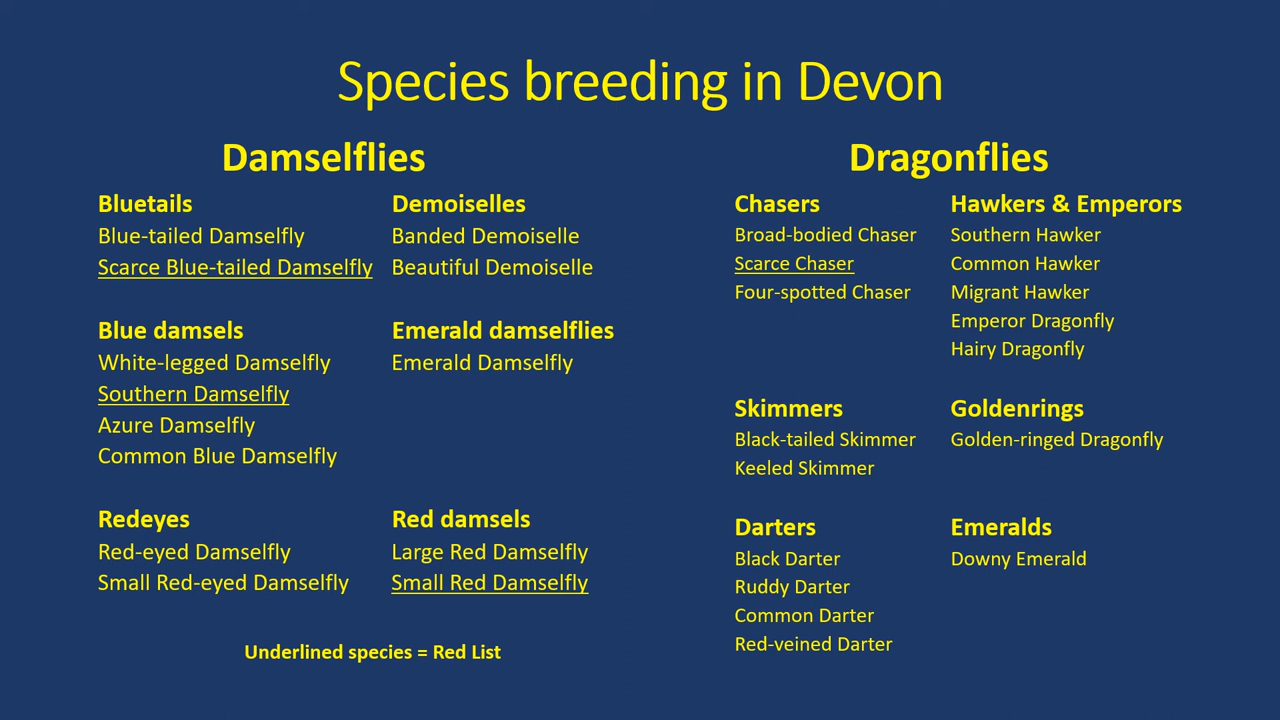 Species breeding in Devon
Damselflies
Bluetails
Blue-tailed Damselfly
Scarce Blue-tailed Damselfly
Demoiselles
Banded Demoiselle
Beautiful Demoiselle
Blue damsels
White-legged Damselfly
Southern Damselfly
Azure Damselfly
Common Blue Damselfly
Emerald damselflies
Emerald Damselfly
Redeyes
Red-eyed Damselfly
Small Red-eyed Damselfly
Red damsels
Large Red Damselfly
Small Red Damselfly
Underlined species = Red List
Dragonflies
Chasers
Broad-bodied Chaser
Scarce Chaser
Four-spotted Chaser
Hawkers & Emperors
Southern Hawker
Common Hawker
Migrant Hawker
Emperor Dragonfly
Hairy Dragonfly
Skimmers
Black-tailed Skimmer
Keeled Skimmer
Goldenrings
Golden-ringed Dragonfly
Darters
Black Darter
Ruddy Darter
Common Darter
Red-veined Darter
Emeralds
Downy Emerald